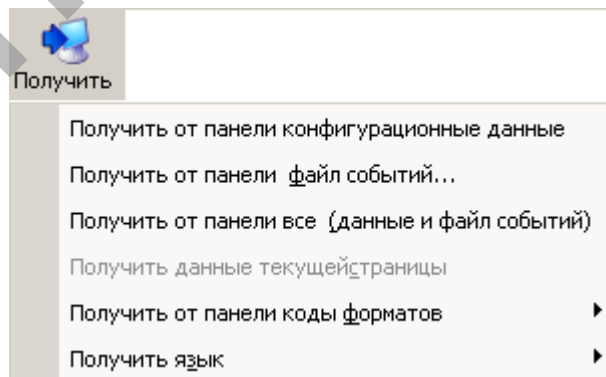 Получить
Получить от панели конфигурационные данные
Получить от панели файл событий...
Получить от панели все (данные и файл событий)
Получить данные текущейстраницы
Получить от панели коды форматов
Получить язык